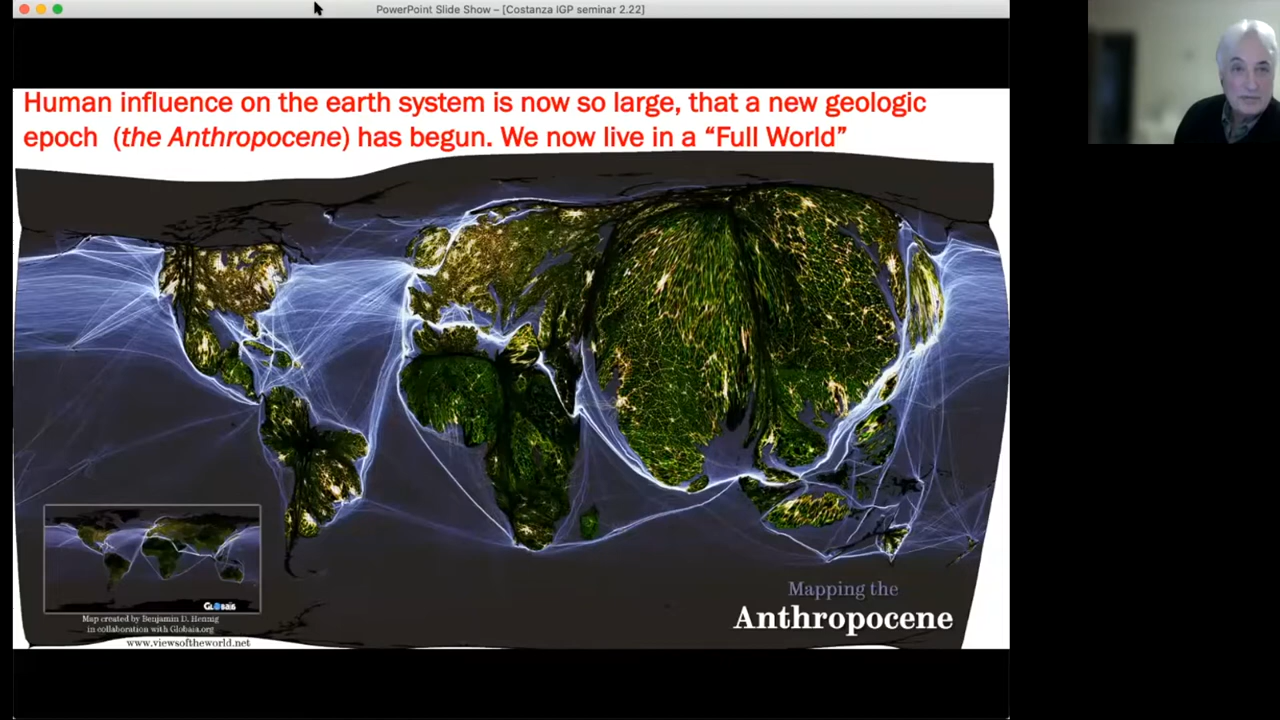 PowerPoint Slide Show – [Costanza IGP seminar 2.22]
Human influence on the earth system is now so large, that a new geologic
epoch (the Anthropocene) has begun. We now live in a “Full World”
Mapping the
Anthropocene
Globaïa
Map created by Benjamin D. Hennig
in collaboration with Globaia.org
www.viewsoftheworld.net